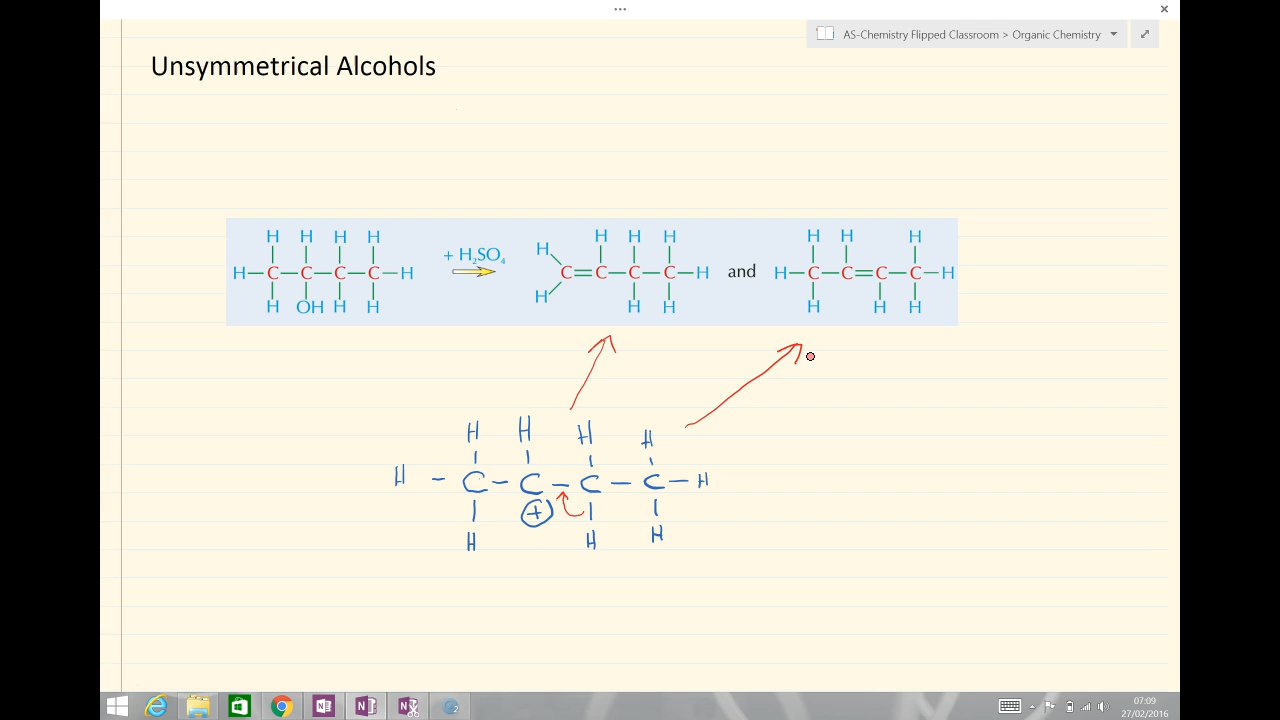 AS-Chemistry Flipped Classroom > Organic Chemistry
Unsymmetrical Alcohols
H H H H H H H H H H H
+ H₂SO₄
H C C C C H C C C C H and H C C C C H
H OH H H H H H H H H
H H H H
H - C - C - C - C - H
+
H H H
07:09
27/02/2016